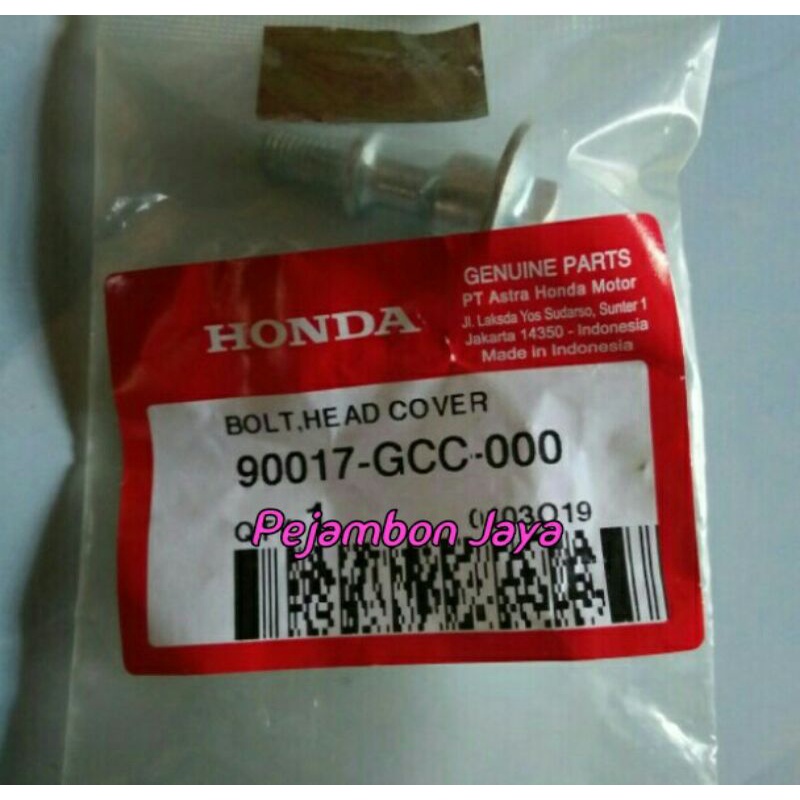 GENUINE PARTS
PT Astra Honda Motor
Jl. Laksda Yos Sudarso, Sunter 1
Jakarta 14350 - Indonesia
Made in Indonesia
HONDA
BOLT,HEAD COVER
90017-GCC-000
Pejambon Jaya